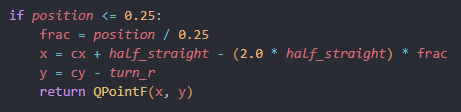 if position <= 0.25:
    frac = position / 0.25
    x = cx + half_straight - (2.0 * half_straight) * frac
    y = cy - turn_r
    return QPointF(x, y)